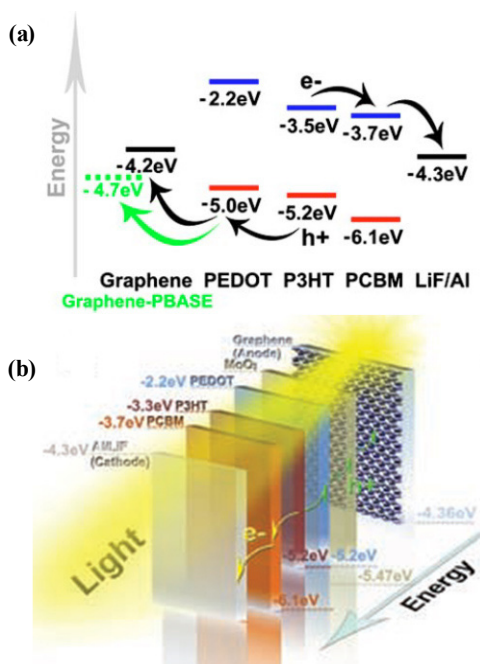 (a)
Energy
e-
-2.2eV
-3.5eV
-3.7eV
-4.2eV
-4.3eV
- 4.7eV
-5.0eV
-5.2eV
h+
-6.1eV
Graphene PEDOT P3HT PCBM LiF/Al
Graphene-PBASE
(b)
Graphene
(Anode)
MoO₃
-2.2eV PEDOT
-3.3eV P3HT
-3.7eV PCBM
-4.3eV Al/LiF
(Cathode)
h+
-4.36eV
e-
-5.2eV -5.2eV
-5.47eV
-6.1eV
Light
Energy